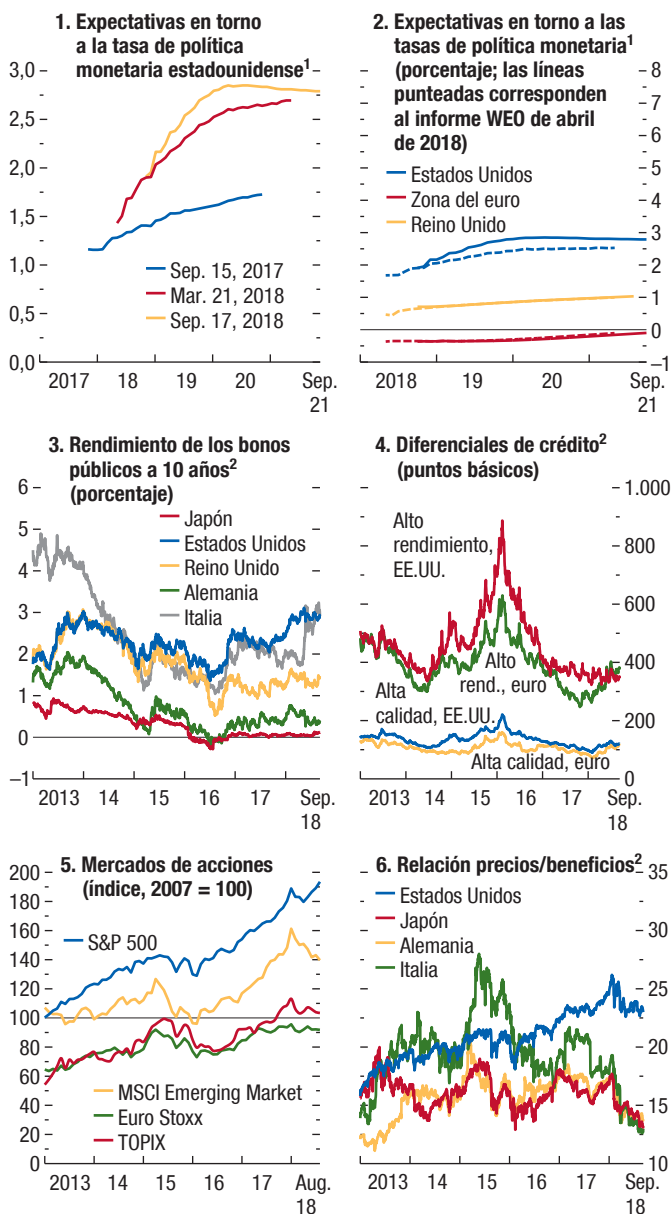 1. Expectativas en torno
a la tasa de política
monetaria estadounidense¹
3,0
2,5
2,0
1,5
1,0
0,5
0,0
Sep. 15, 2017
Mar. 21, 2018
Sep. 17, 2018
2017
18
19
20
Sep.
21
2. Expectativas en torno a las
tasas de política monetaria¹
(porcentaje; las líneas
punteadas corresponden
al informe WEO de abril
de 2018)
Estados Unidos
Zona del euro
Reino Unido
8
7
6
5
4
3
2
1
0
–1
2018
19
20
Sep.
21
3. Rendimiento de los bonos
públicos a 10 años²
(porcentaje)
6
5
4
3
2
1
0
–1
Japón
Estados Unidos
Reino Unido
Alemania
Italia
2013
14
15
16
17
Sep.
18
4. Diferenciales de crédito²
(puntos básicos)
1.000
800
600
400
200
0
Alto
rendimiento,
EE.UU.
Alto
rend., euro
Alta
calidad, EE.UU.
Alta calidad, euro
2013
14
15
16
17
Sep.
18
5. Mercados de acciones
(índice, 2007 = 100)
200
180
160
140
120
100
80
60
40
20
0
S&P 500
MSCI Emerging Market
Euro Stoxx
TOPIX
2013
14
15
16
17
Aug.
18
6. Relación precios/beneficios²
Estados Unidos
Japón
Alemania
Italia
35
30
25
20
15
10
2013
14
15
16
17
Sep.
18